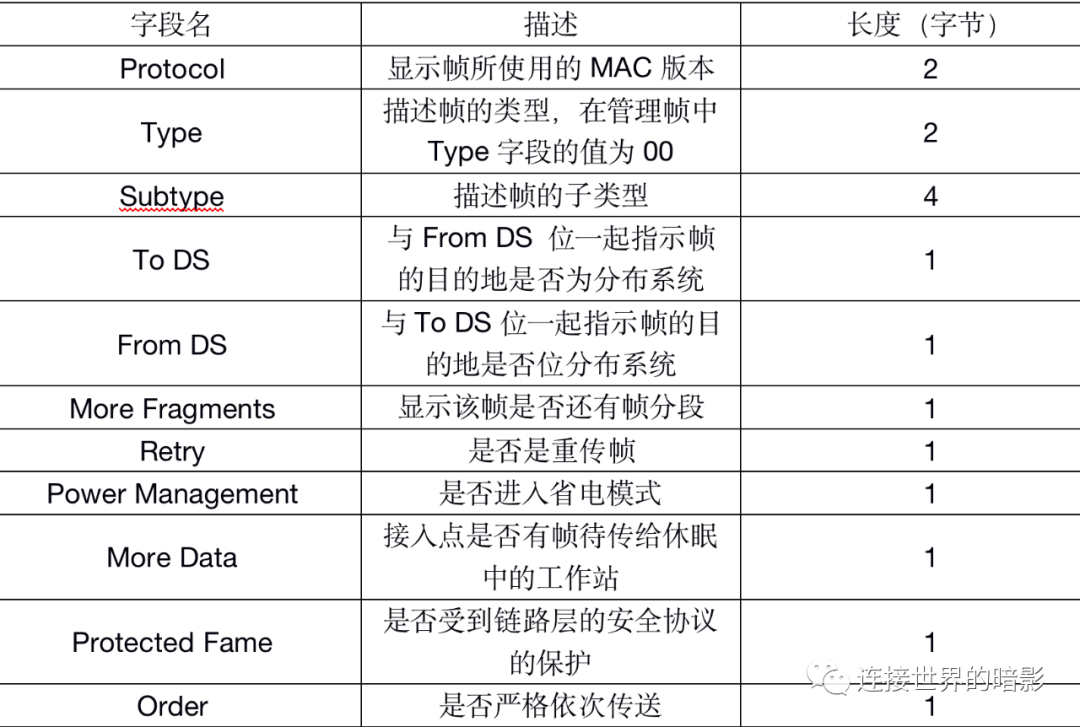 字段名 描述 长度（字节）
Protocol 显示帧所使用的 MAC 版本 2
描述帧的类型，在管理帧中
Type 2
Type 字段的值为 00
Subtype 描述帧的子类型 4
与 From DS 位一起指示帧
To DS 1
的目的地是否为分布系统
与 To DS 位一起指示帧的目
From DS 1
的地是否位分布系统
More Fragments 显示该帧是否还有帧分段 1
Retry 是否是重传帧 1
Power Management 是否进入省电模式 1
接入点是否有帧待传给休眠
More Data 1
中的工作站
是否受到链路层的安全协议
Protected Fame 1
的保护
连接世界的暗影
Order 是否严格依次传送 1